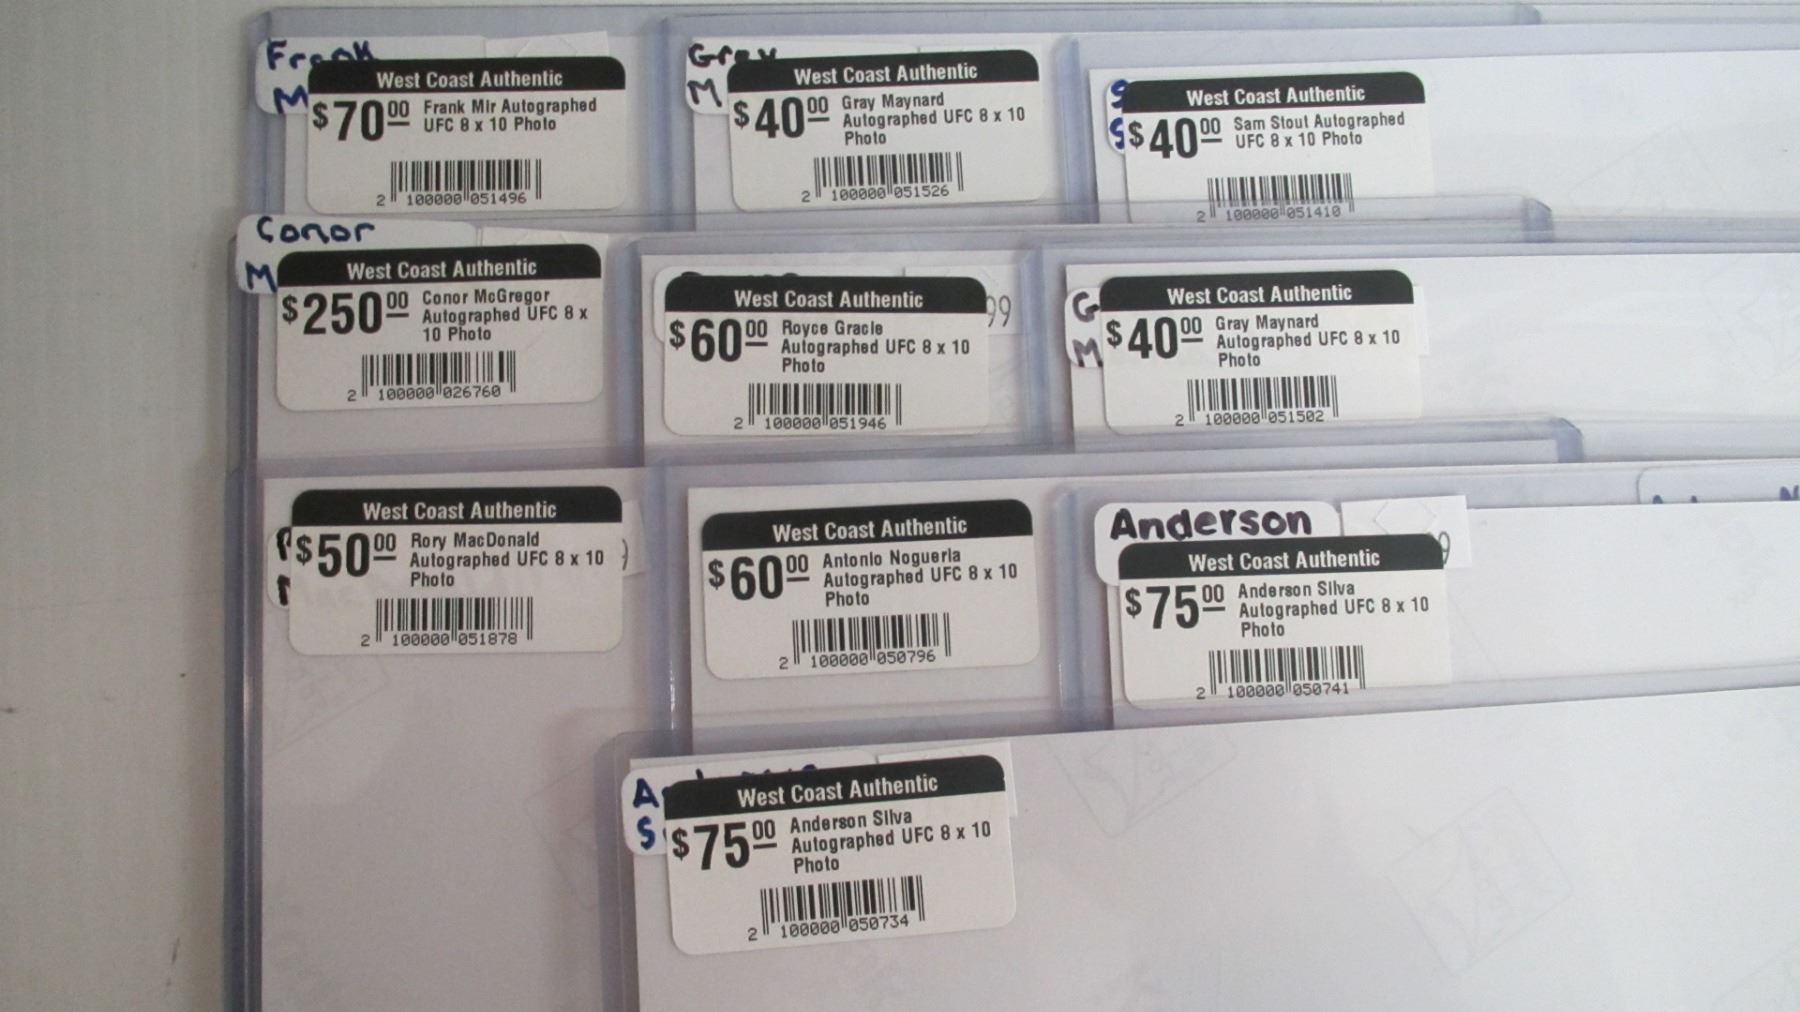 Frank
M
West Coast Authentic
$70.00 Frank Mir Autographed
UFC 8 x 10 Photo
2 100000 051496
Gray
M
West Coast Authentic
$40.00 Gray Maynard
Autographed UFC 8 x 10
Photo
2 100000 051526
S
S
West Coast Authentic
$40.00 Sam Stout Autographed
UFC 8 x 10 Photo
2 100000 051410
Conor
M
West Coast Authentic
$250.00 Conor McGregor
Autographed UFC 8 x
10 Photo
2 100000 026760
West Coast Authentic
99
$60.00 Royce Gracie
Autographed UFC 8 x 10
Photo
2 100000 051946
G
M
West Coast Authentic
$40.00 Gray Maynard
Autographed UFC 8 x 10
Photo
2 100000 051502
West Coast Authentic
$50.00 Rory MacDonald
Autographed UFC 8 x 10
Photo
2 100000 051878
West Coast Authentic
$60.00 Antonio Nogueria
Autographed UFC 8 x 10
Photo
2 100000 050796
Anderson
9
West Coast Authentic
$75.00 Anderson Silva
Autographed UFC 8 x 10
Photo
2 100000 050741
A
S
West Coast Authentic
$75.00 Anderson Silva
Autographed UFC 8 x 10
Photo
2 100000 050734